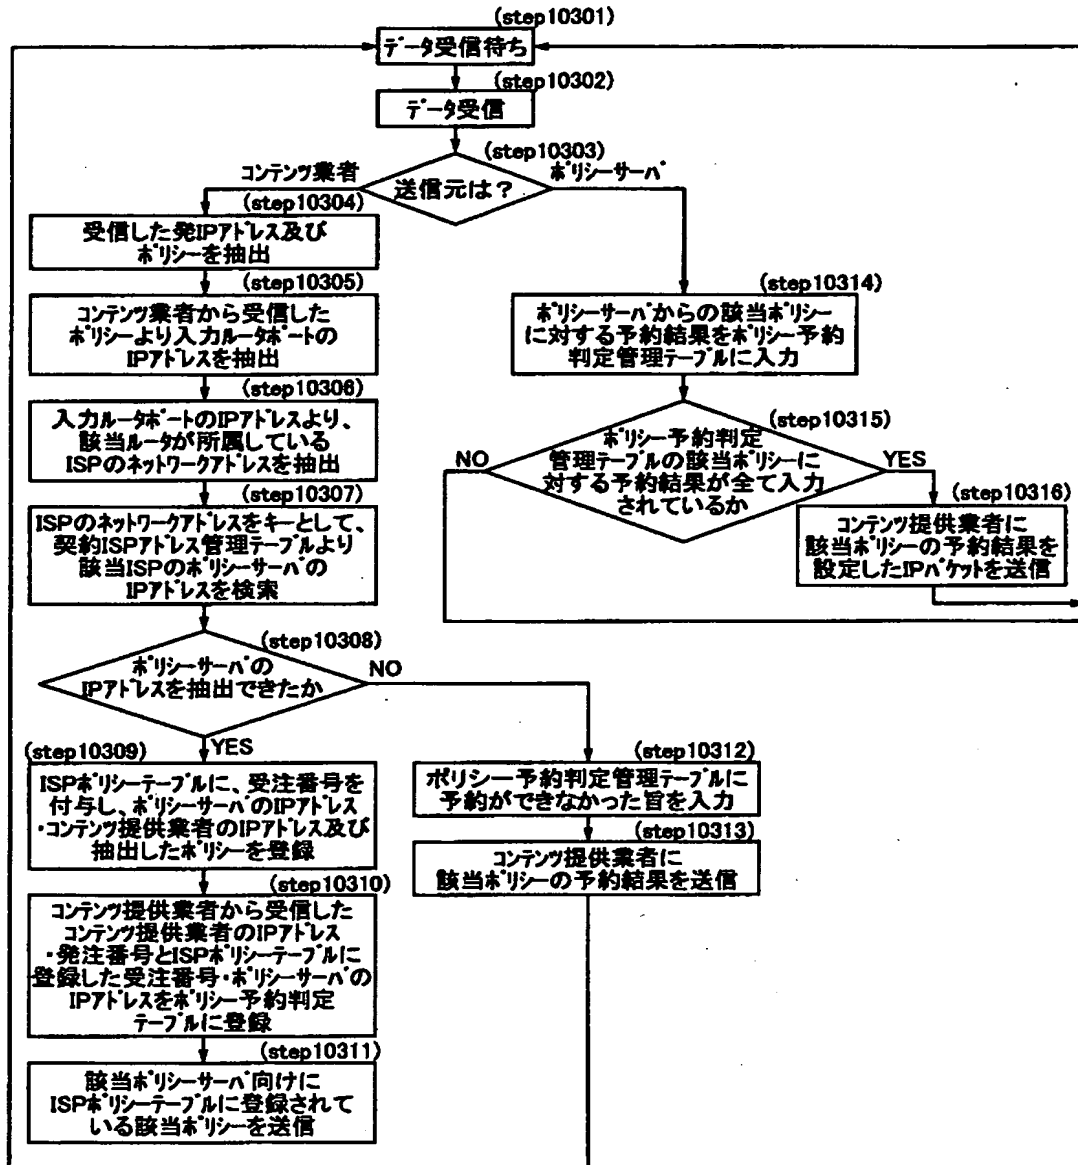 (step10301)
データ受信待ち
(step10302)
データ受信
(step10303)
送信元は？
コンテンツ業者
ポリシーサーバ
(step10304)
受信した発IPアドレス及び
ポリシーを抽出
(step10305)
コンテンツ業者から受信した
ポリシーより入力ルータポートの
IPアドレスを抽出
(step10306)
入力ルータポートのIPアドレスより、
該当ルータが所属している
ISPのネットワークアドレスを抽出
(step10307)
ISPのネットワークアドレスをキーとして、
契約ISPアドレス管理テーブルより
該当ISPのポリシーサーバの
IPアドレスを検索
(step10308)
ポリシーサーバの
IPアドレスを抽出できたか
NO
YES
(step10309)
ISPポリシーテーブルに、受注番号を
付与し、ポリシーサーバのIPアドレス
・コンテンツ提供業者のIPアドレス及び
抽出したポリシーを登録
(step10310)
コンテンツ提供業者から受信した
コンテンツ提供業者のIPアドレス
・発注番号とISPポリシーテーブルに
登録した受注番号・ポリシーサーバの
IPアドレスをポリシー予約判定
テーブルに登録
(step10311)
該当ポリシーサーバ向けに
ISPポリシーテーブルに登録されて
いる該当ポリシーを送信
(step10312)
ポリシー予約判定管理テーブルに
予約ができなかった旨を入力
(step10313)
コンテンツ提供業者に
該当ポリシーの予約結果を送信
(step10314)
ポリシーサーバからの該当ポリシー
に対する予約結果をポリシー予約
判定管理テーブルに入力
(step10315)
ポリシー予約判定
管理テーブルの該当ポリシーに
対する予約結果が全て入力
されているか
NO
YES
(step10316)
コンテンツ提供業者に
該当ポリシーの予約結果を
設定したIPパケットを送信